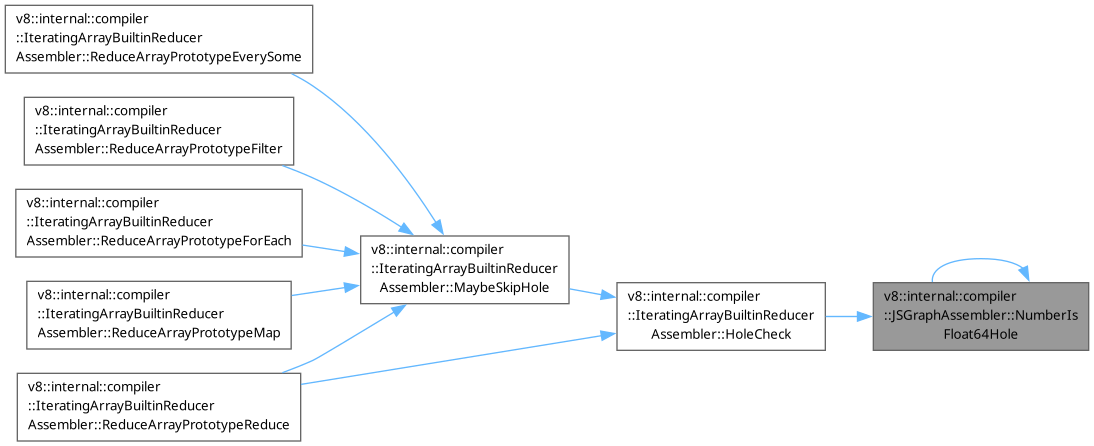 v8::internal::compiler
::IteratingArrayBuiltinReducer
Assembler::ReduceArrayPrototypeEverySome
v8::internal::compiler
::IteratingArrayBuiltinReducer
Assembler::ReduceArrayPrototypeFilter
v8::internal::compiler
::IteratingArrayBuiltinReducer
Assembler::ReduceArrayPrototypeForEach
v8::internal::compiler
::IteratingArrayBuiltinReducer
Assembler::ReduceArrayPrototypeMap
v8::internal::compiler
::IteratingArrayBuiltinReducer
Assembler::ReduceArrayPrototypeReduce
v8::internal::compiler
::IteratingArrayBuiltinReducer
Assembler::MaybeSkipHole
v8::internal::compiler
::IteratingArrayBuiltinReducer
Assembler::HoleCheck
v8::internal::compiler
::JSGraphAssembler::NumberIs
Float64Hole